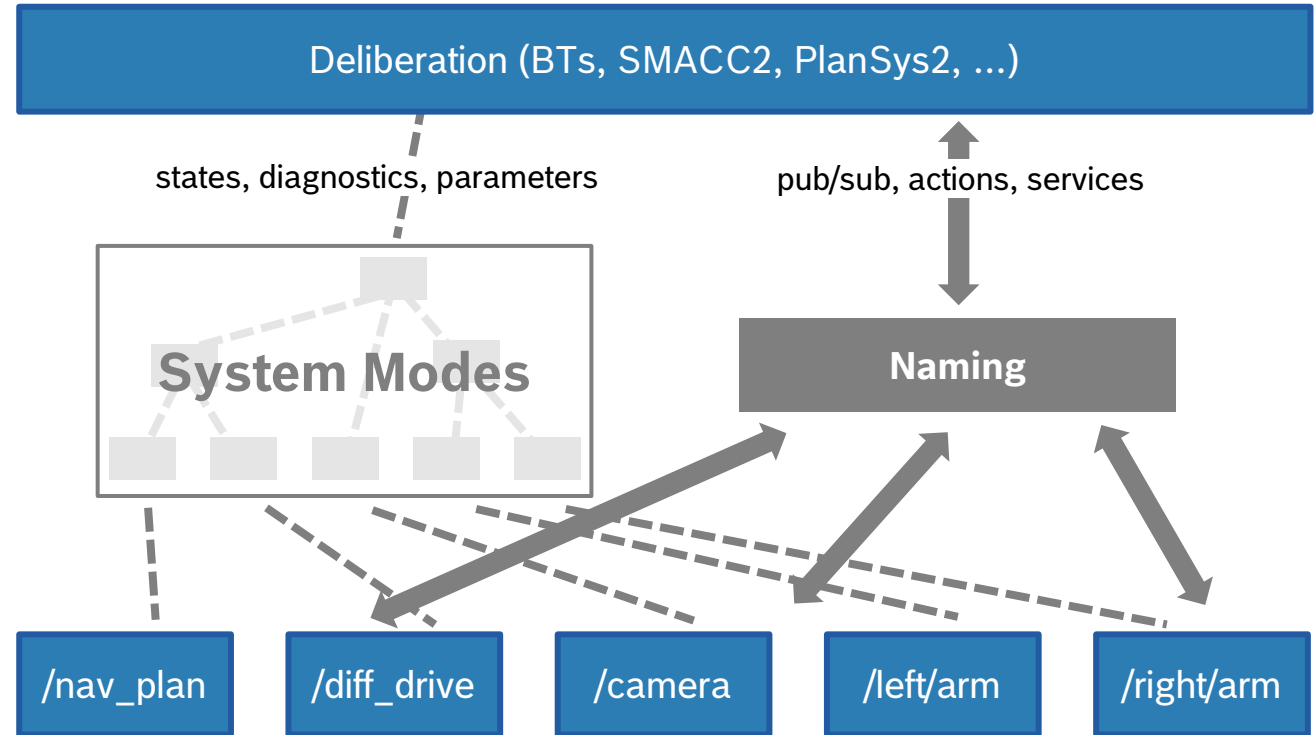 Deliberation (BTs, SMACC2, PlanSys2, ...)
states, diagnostics, parameters
pub/sub, actions, services
System Modes
Naming
/nav_plan
/diff_drive
/camera
/left/arm
/right/arm